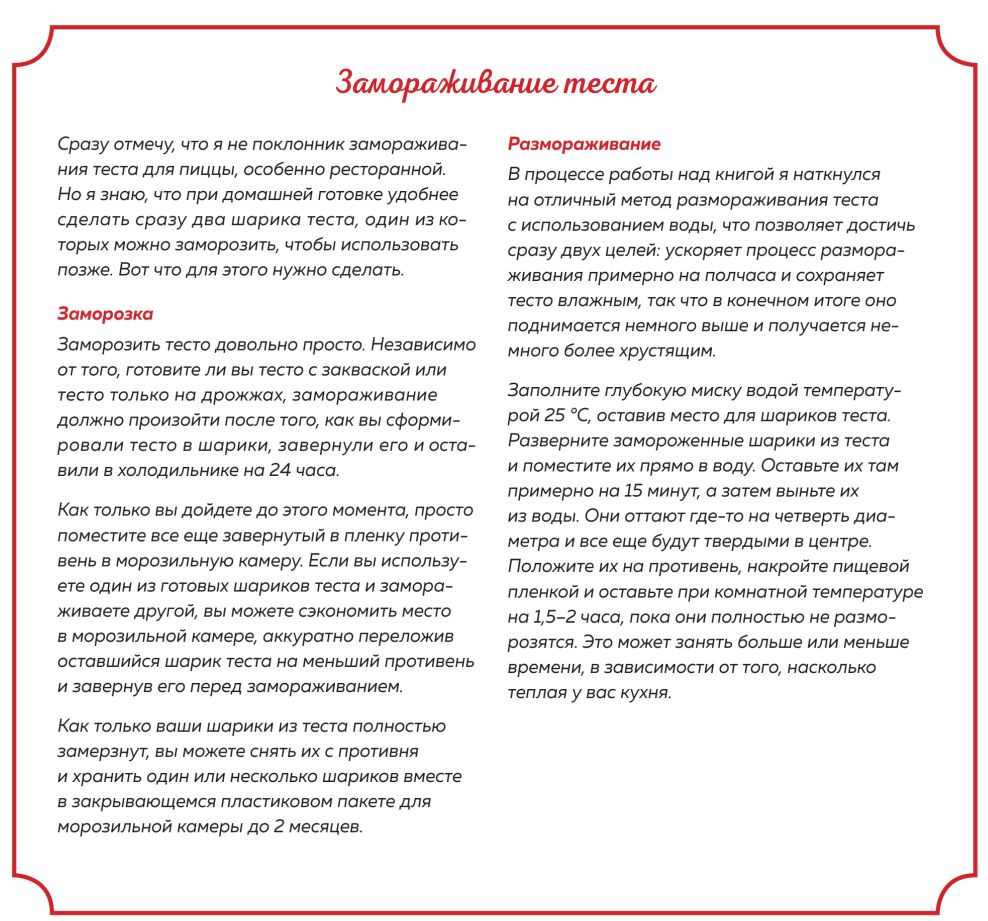 Замораживание теста
Сразу отмечу, что я не поклонник заморажива-
ния теста для пиццы, особенно ресторанной.
Но я знаю, что при домашней готовке удобнее
сделать сразу два шарика теста, один из ко-
торых можно заморозить, чтобы использовать
позже. Вот что для этого нужно сделать.
Заморозка
Заморозить тесто довольно просто. Независимо
от того, готовите ли вы тесто с закваской или
тесто только на дрожжах, замораживание
должно произойти после того, как вы сформи-
ровали тесто в шарики, завернули его и оста-
вили в холодильнике на 24 часа.
Как только вы дойдете до этого момента, просто
поместите все еще завернутый в пленку проти-
вень в морозильную камеру. Если вы использу-
ете один из готовых шариков теста и замора-
живаете другой, вы можете сэкономить место
в морозильной камере, аккуратно переложив
оставшийся шарик теста на меньший противень
и завернув его перед замораживанием.
Как только ваши шарики из теста полностью
замерзнут, вы можете снять их с противня
и хранить один или несколько шариков вместе
в закрывающемся пластиковом пакете для
морозильной камеры до 2 месяцев.
Размораживание
В процессе работы над книгой я наткнулся
на отличный метод размораживания теста
с использованием воды, что позволяет достичь
сразу двух целей: ускоряет процесс размора-
живания примерно на полчаса и сохраняет
тесто влажным, так что в конечном итоге оно
поднимается немного выше и получается не-
много более хрустящим.
Заполните глубокую миску водой температу-
рой 25 °С, оставив место для шариков теста.
Разверните замороженные шарики из теста
и поместите их прямо в воду. Оставьте их там
примерно на 15 минут, а затем выньте их
из воды. Они оттают где-то на четверть диа-
метра и все еще будут твердыми в центре.
Положите их на противень, накройте пищевой
пленкой и оставьте при комнатной температуре
на 1,5–2 часа, пока они полностью не размо-
розятся. Это может занять больше или меньше
времени, в зависимости от того, насколько
теплая у вас кухня.